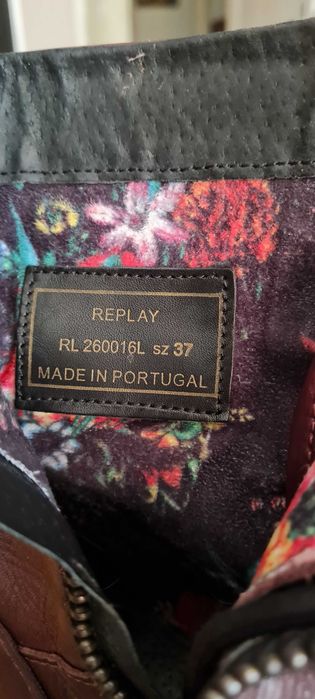 REPLAY
RL 260016L sz 37
MADE IN PORTUGAL